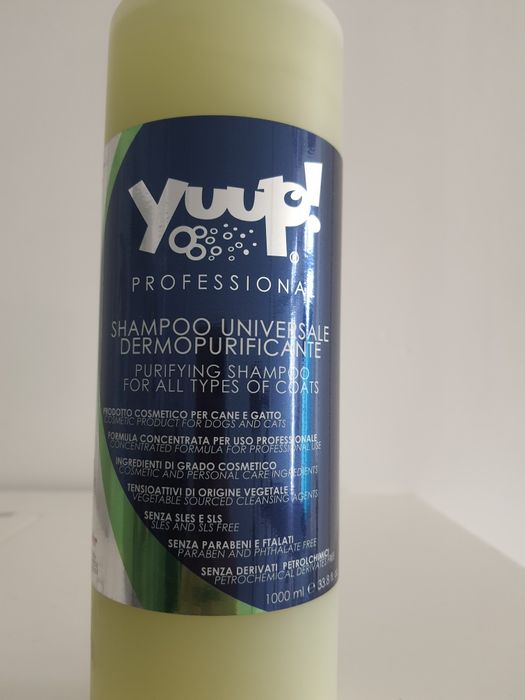 Yuup!
®
PROFESSIONA
SHAMPOO UNIVERSALE
DERMOPURIFICANTE
PURIFYING SHAMPOO
FOR ALL TYPES OF COATS
PRODOTTO COSMETICO PER CANE E GATTO
COSMETIC PRODUCT FOR DOGS AND CATS
FORMULA CONCENTRATA PER USO PROFESSIONALE
CONCENTRATED FORMULA FOR PROFESSIONAL USE
INGREDIENTI DI GRADO COSMETICO
COSMETIC AND PERSONAL CARE INGREDIENTS
TENSIOATTIVI DI ORIGINE VEGETALE
VEGETABLE SOURCED CLEANSING AGENTS
SENZA SLES E SLS
SLES AND SLS FREE
SENZA PARABENI E FTALATI
PARABEN AND PHTHALATE FREE
SENZA DERIVATI PETROLCHIMICI
PETROCHEMICAL DERIVATES
1000 ml ℮ 33.8